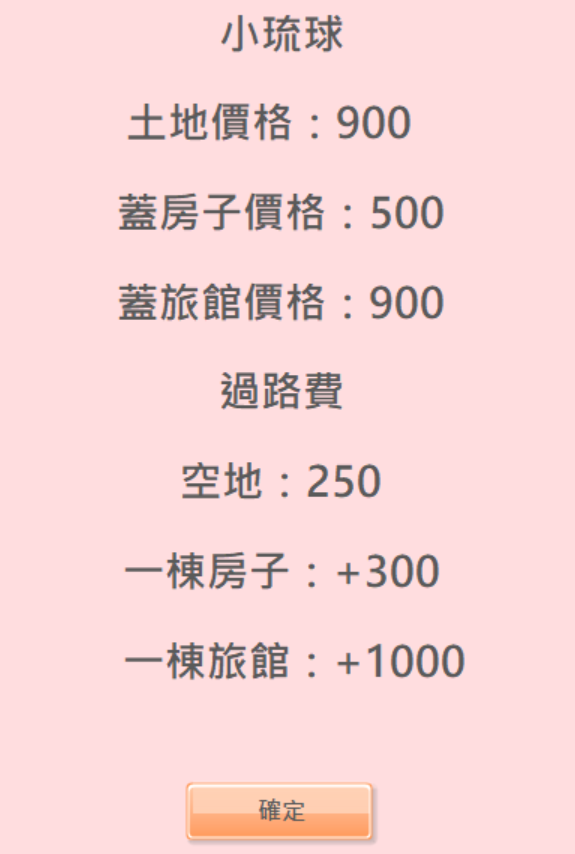 小琉球
土地價格：900
蓋房子價格：500
蓋旅館價格：900
過路費
空地：250
一棟房子：+300
一棟旅館：+1000
確定